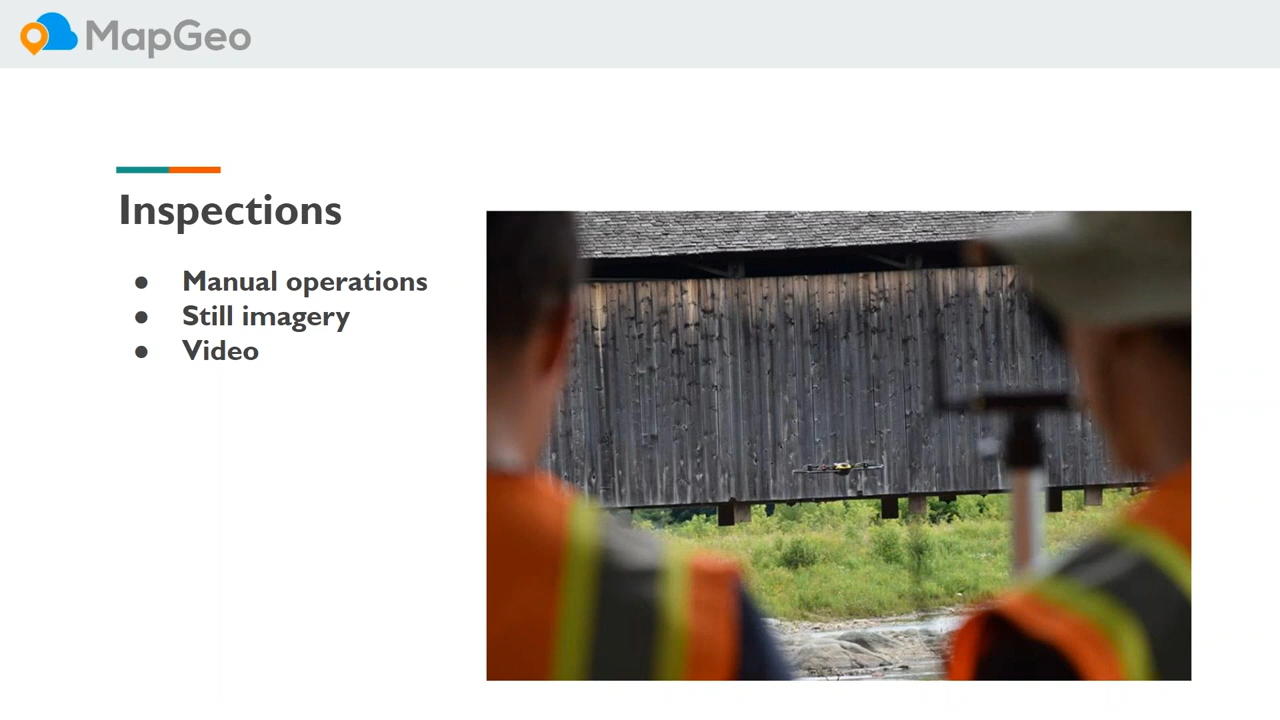 MapGeo
Inspections
● Manual operations
● Still imagery
● Video